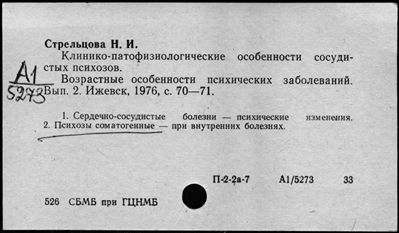 Стрельцова Н. И.
Клинико-патофизиологические особенности сосуди-
стых психозов.
А1
5273
Возрастные особенности психических заболеваний.
Вып. 2. Ижевск, 1976, с. 70—71.
1. Сердечно-сосудистые болезни — психические изменения.
2. Психозы соматогенные — при внутренних болезнях.
П-2-2а-7 А1/5273 33
526 СБМБ при ГЦНМБ